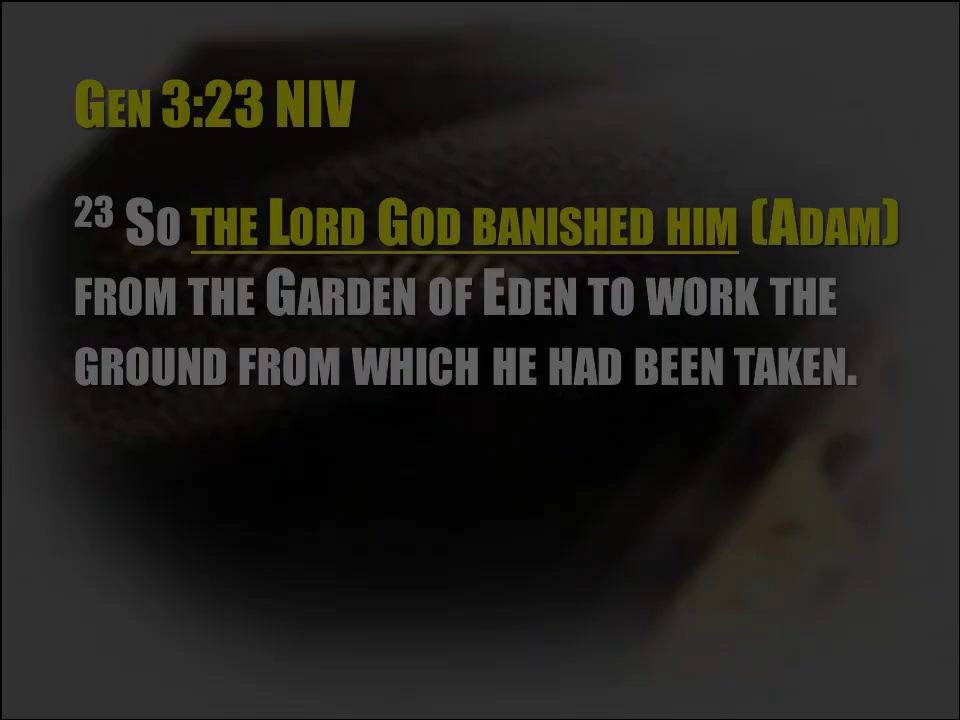 GEN 3:23 NIV
23 SO THE LORD GOD BANISHED HIM (ADAM)
FROM THE GARDEN OF EDEN TO WORK THE
GROUND FROM WHICH HE HAD BEEN TAKEN.